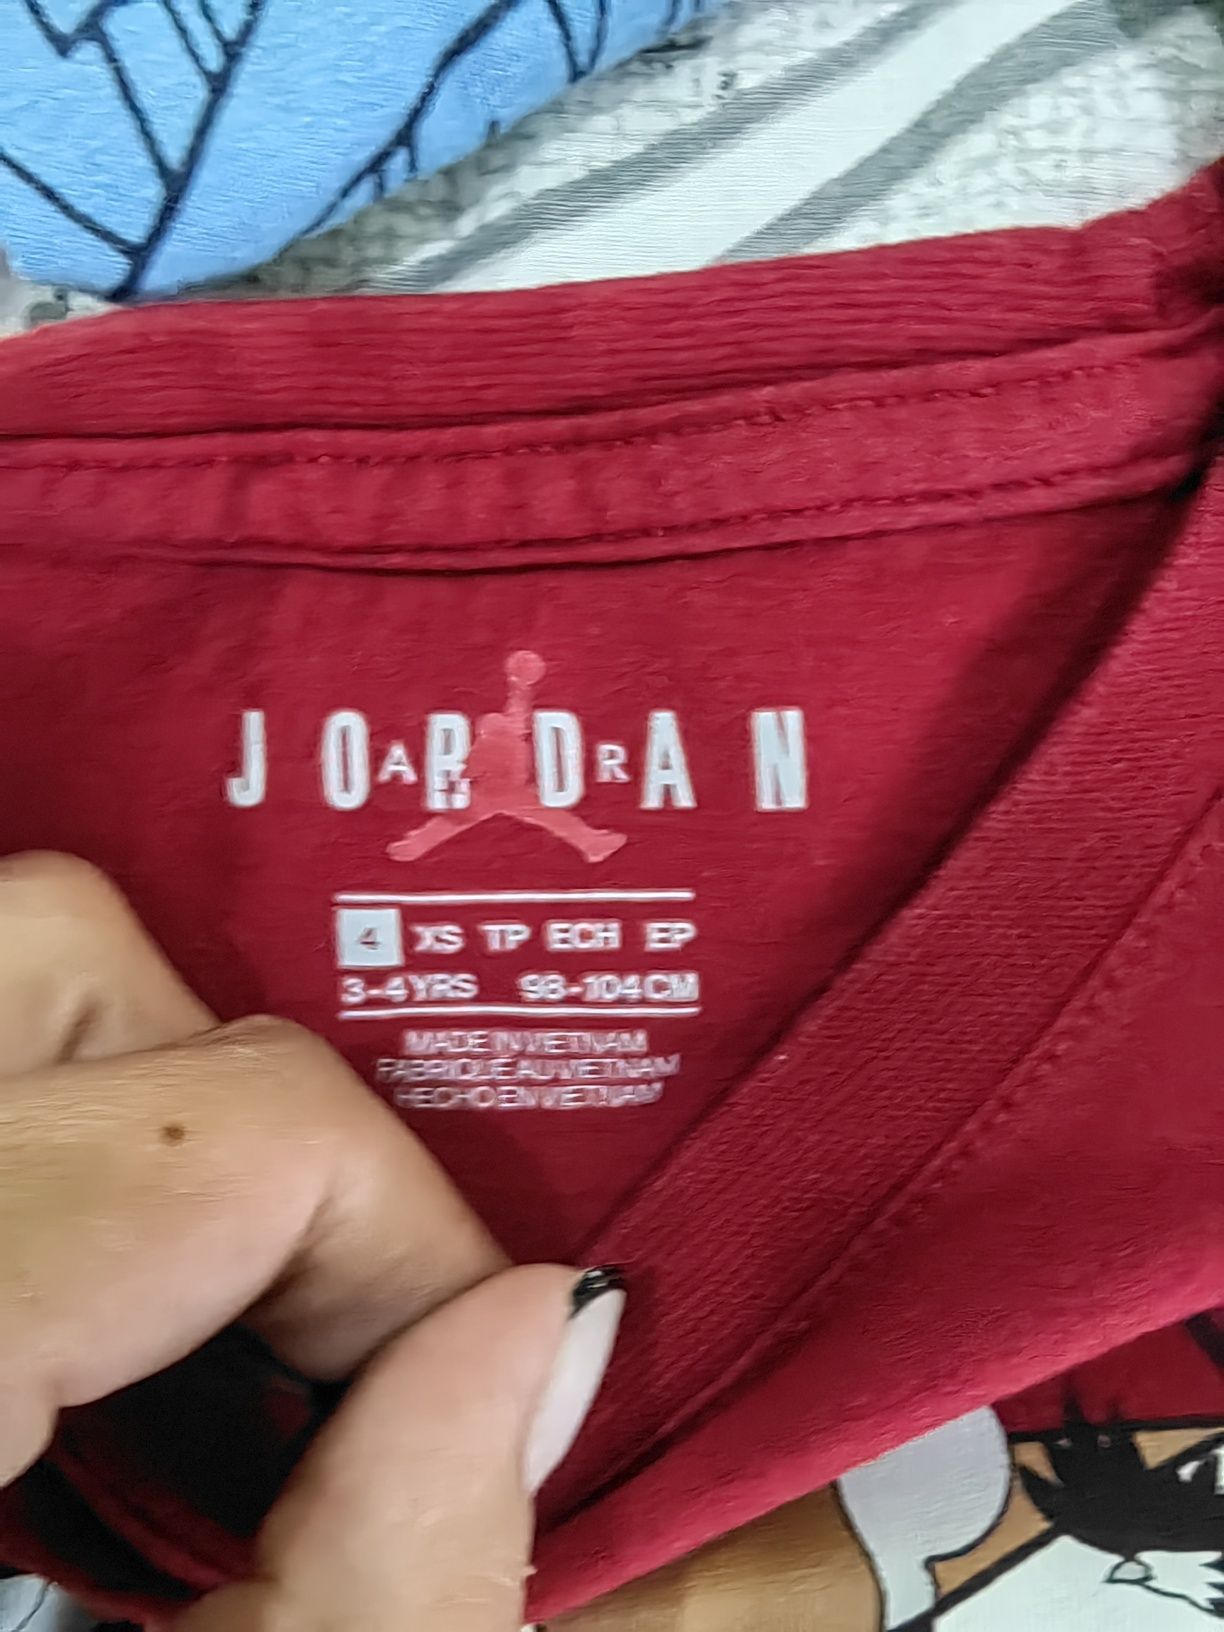 JORDAN
AIR
4 XS TP ECH EP
3-4YRS 98-104CM
MADE IN VIETNAM
FABRIQUE AU VIETNAM
HECHO EN VIETNAM